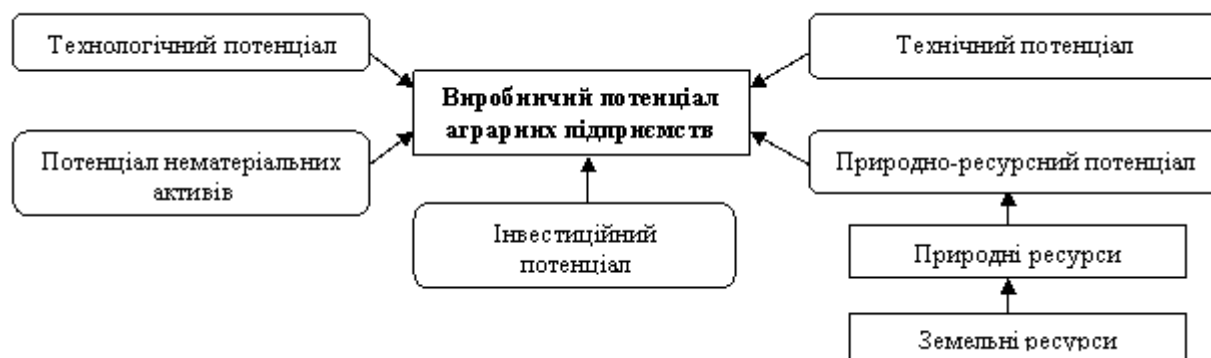 Технологічний потенціал
Технічний потенціал
Виробничий потенціал
аграрних підприємств
Потенціал нематеріальних
активів
Природно-ресурсний потенціал
Інвестиційний
потенціал
Природні ресурси
Земельні ресурси